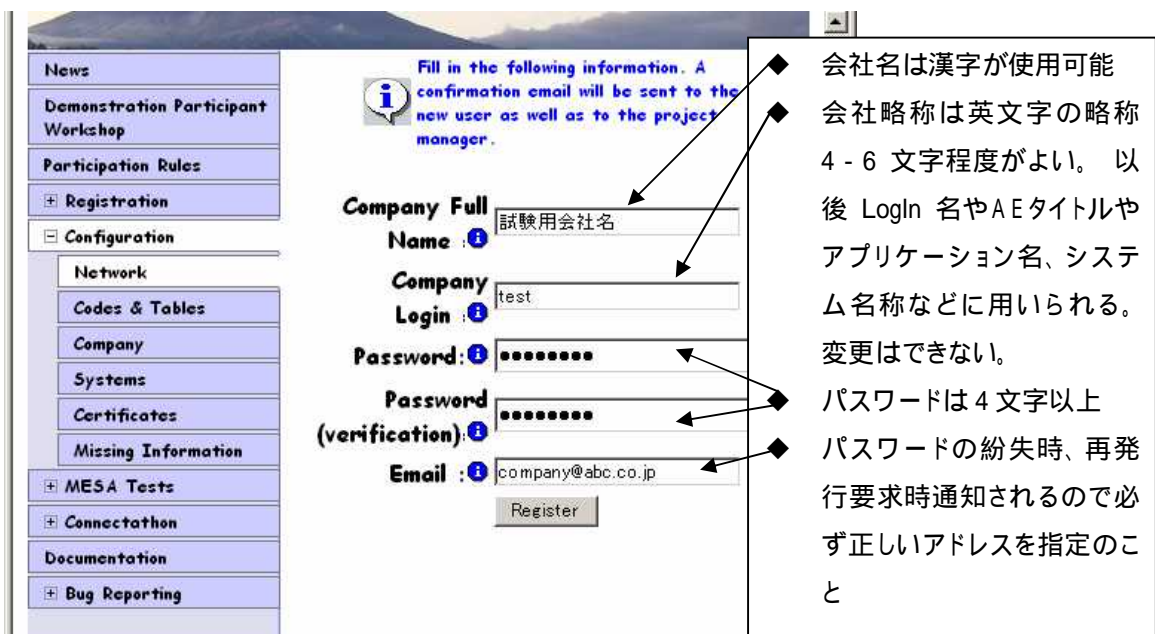 News
Demonstration Participant
Workshop
Participation Rules
Registration
Configuration
Network
Codes & Tables
Company
Systems
Certificates
Missing Information
MESA Tests
Connectathon
Documentation
Bug Reporting
Fill in the following information. A
confirmation email will be sent to the
new user as well as to the project
manager.
Company Full
Name :
試験用会社名
Company
Login :
test
Password:
••••••••
Password
(verification):
••••••••
Email :
company@abc.co.jp
Register
◆ 会社名は漢字が使用可能
◆ 会社略称は英文字の略称
4-6 文字程度がよい。 以
後 LogIn 名やAEタイトルや
アプリケーション名、システ
ム名称などに用いられる。
変更はできない。
◆ パスワードは4文字以上
◆ パスワードの紛失時、再発
行要求時通知されるので必
ず正しいアドレスを指定のこ
と